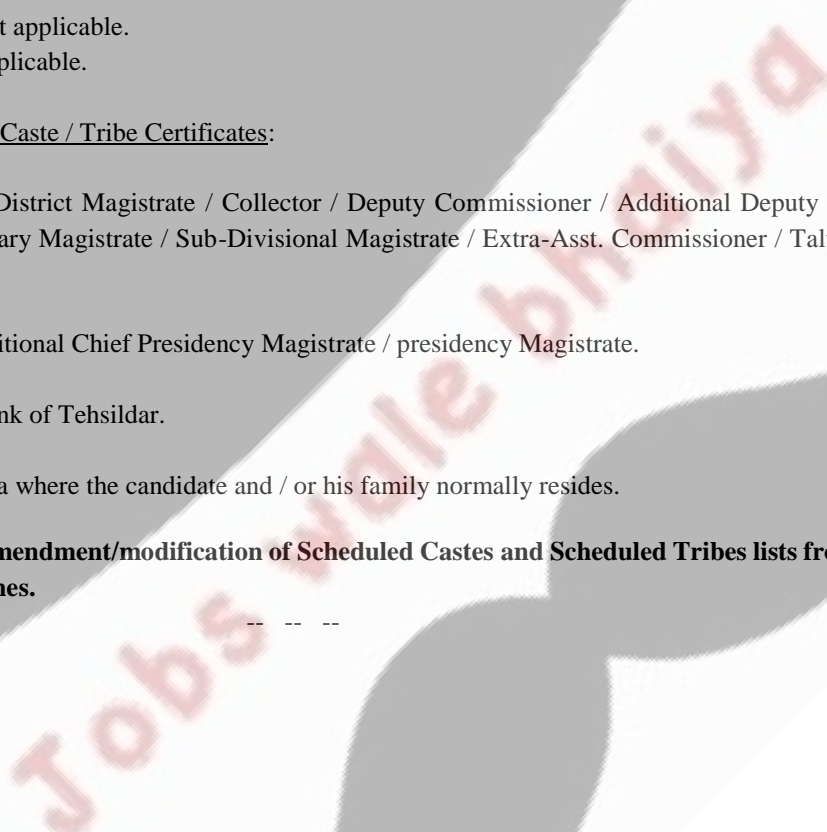 t applicable.
plicable.
Caste / Tribe Certificates:
District Magistrate / Collector / Deputy Commissioner / Additional Deputy
ary Magistrate / Sub-Divisional Magistrate / Extra-Asst. Commissioner / Tal
itional Chief Presidency Magistrate / presidency Magistrate.
nk of Tehsildar.
a where the candidate and / or his family normally resides.
mendment/modification of Scheduled Castes and Scheduled Tribes lists fr
nes.
-- -- --
Jobs wale bhaiya